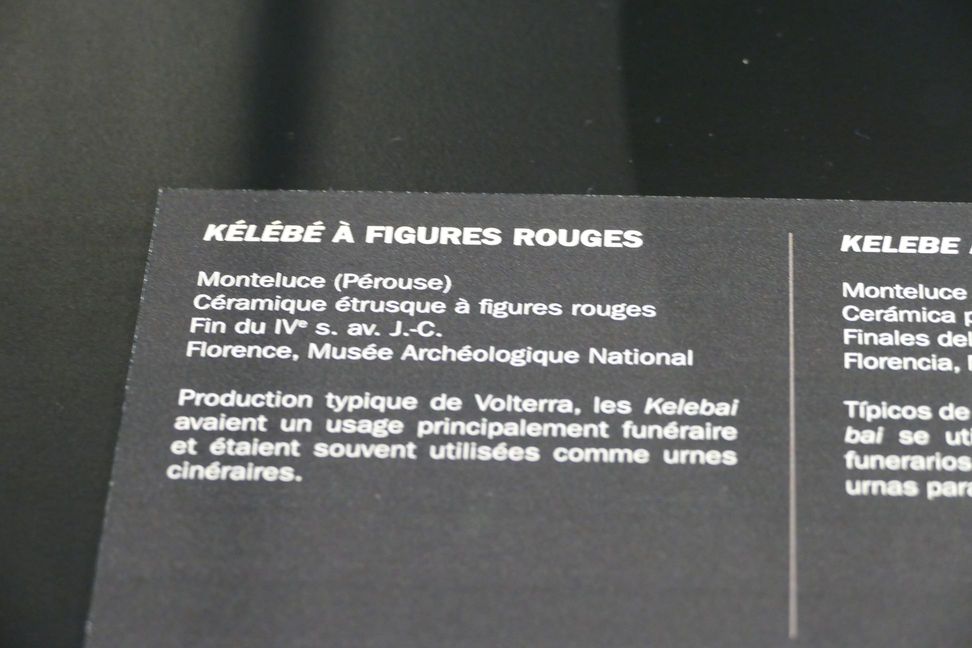 KÉLÉBÉ À FIGURES ROUGES
Monteluce (Pérouse)
Céramique étrusque à figures rouges
Fin du IVe s. av. J.-C.
Florence, Musée Archéologique National
Production typique de Volterra, les Kelebai
avaient un usage principalement funéraire
et étaient souvent utilisées comme urnes
cinéraires.
KELEBE
Monteluce
Cerámica
Finales del
Florencia,
Típicos de
bai se
funerarios
urnas para